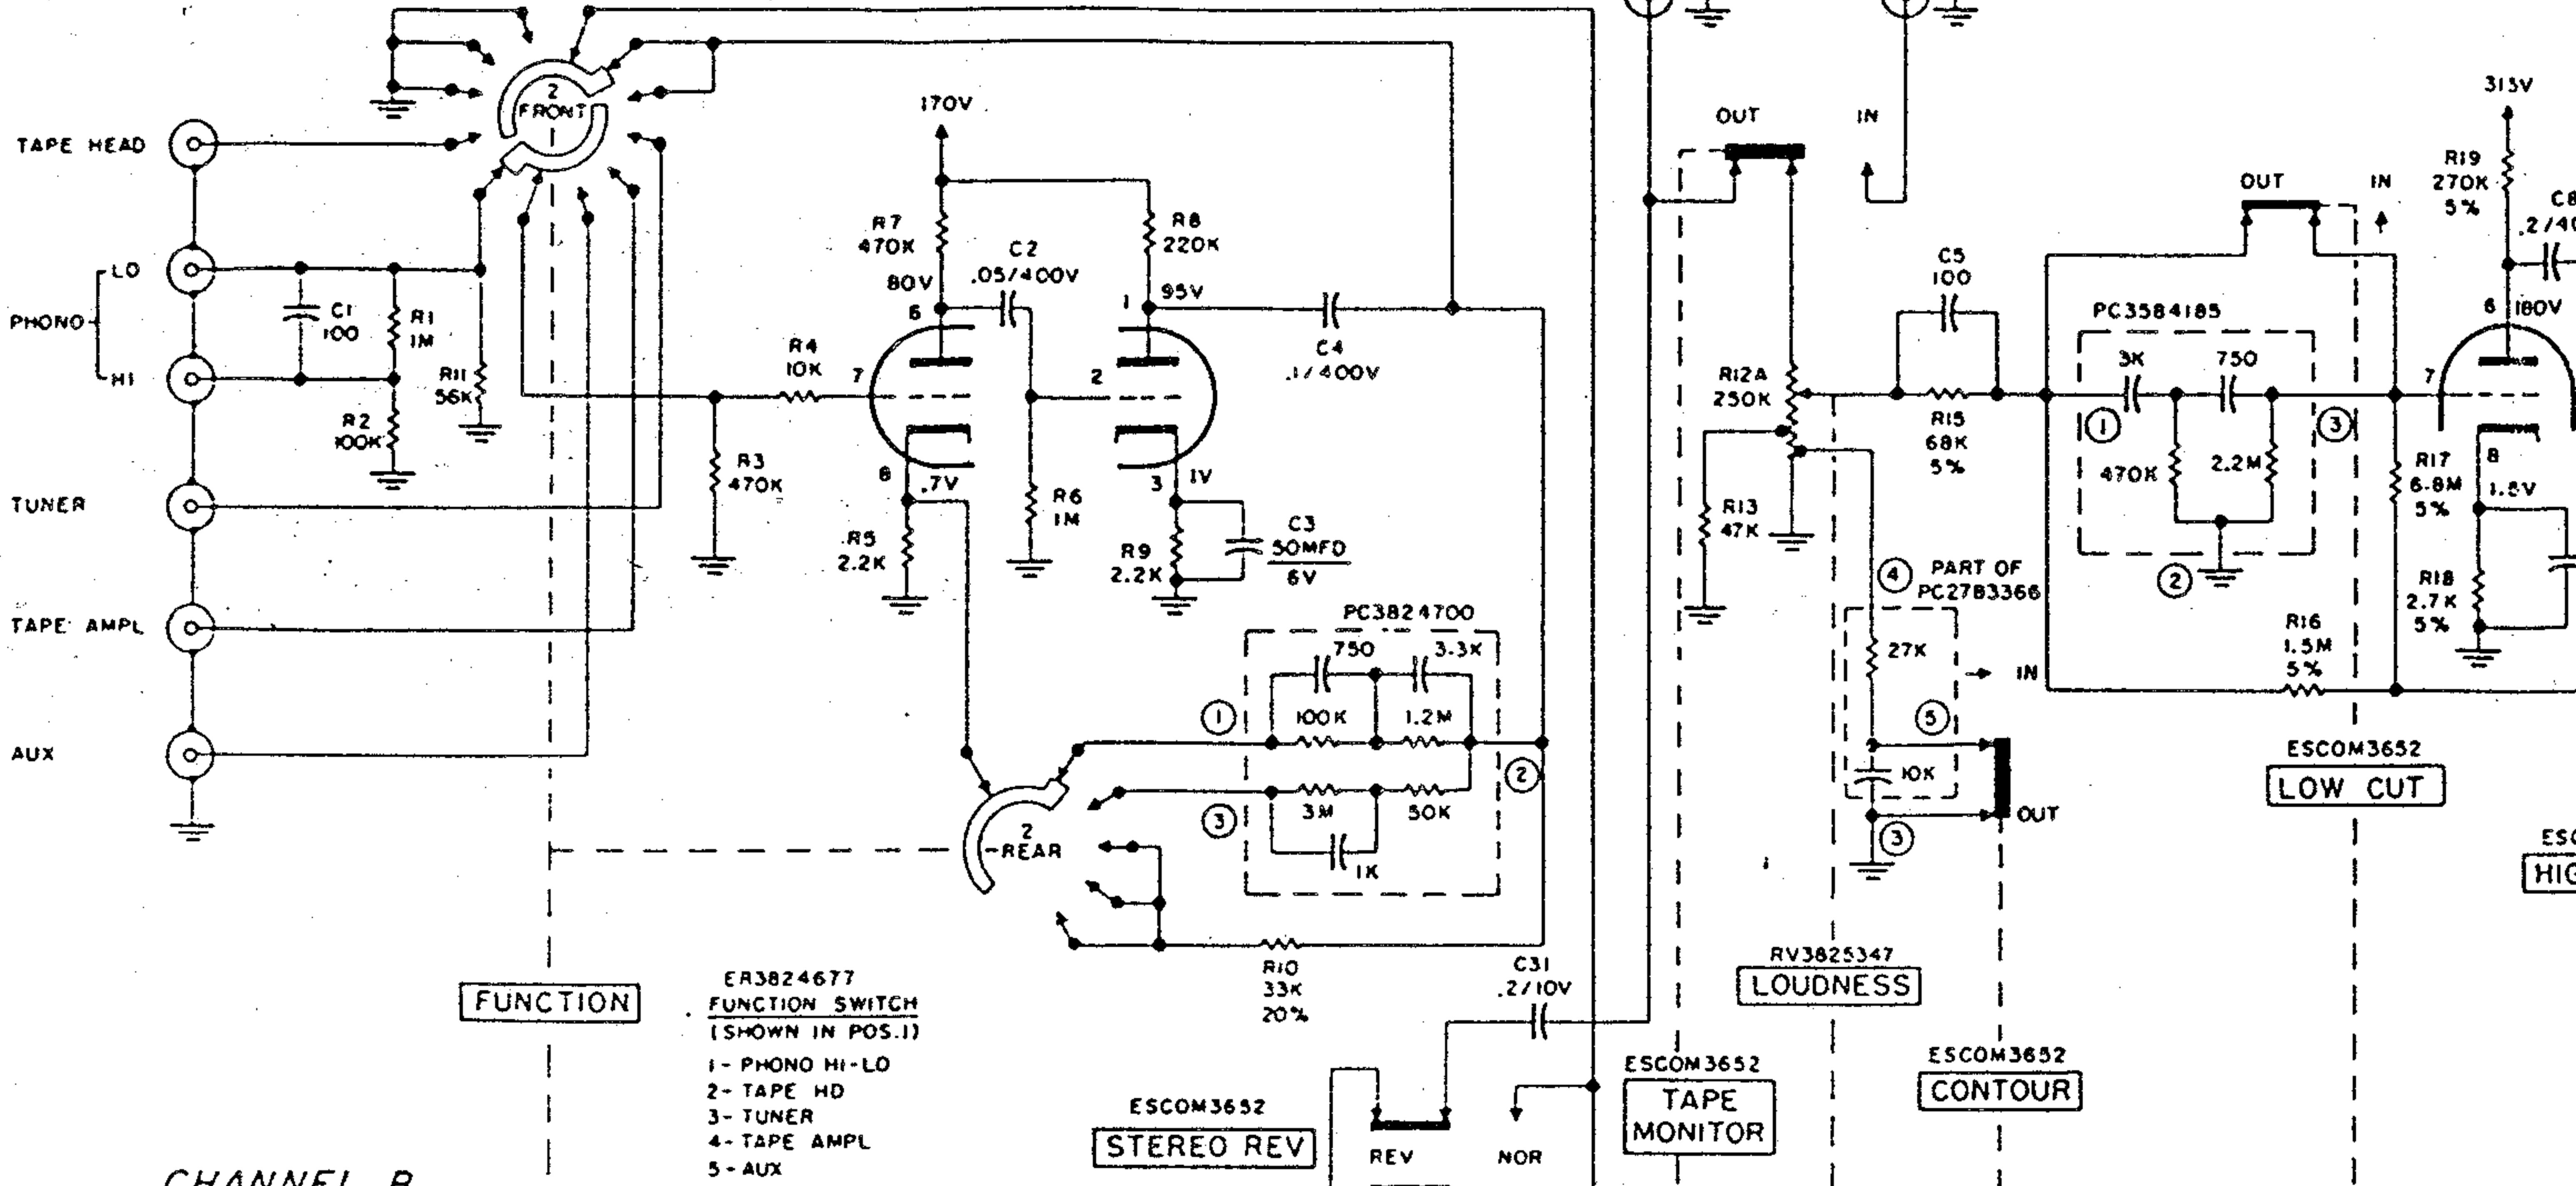 TAPE HEAD
LO
PHONO
HI
TUNER
TAPE AMPL
AUX
C1
100
R1
1M
R2
100K
R11
56K
2
FRONT
170V
R7
470K
80V
6
C2
.05/400V
R8
220K
1
95V
C4
.1/400V
R4
10K
7
2
R3
470K
8
.7V
R5
2.2K
R6
1M
3
1V
R9
2.2K
C3
50MFD
6V
PC3824700
750
3.3K
1
100K
1.2M
2
3
3M
50K
1K
2
REAR
R10
33K
20%
FUNCTION
ER3824677
FUNCTION SWITCH
(SHOWN IN POS.1)
1- PHONO HI-LO
2- TAPE HD
3- TUNER
4- TAPE AMPL
5- AUX
C31
.2/10V
ESCOM3652
STEREO REV
REV
NOR
OUT
IN
R12A
250K
R13
47K
C5
100
R15
68K
5%
4
PART OF
PC2783366
27K
IN
5
10K
OUT
3
RV3825347
LOUDNESS
ESCOM3652
TAPE
MONITOR
ESCOM3652
CONTOUR
OUT
IN
PC3584185
3K
750
1
3
470K
2.2M
2
R16
1.5M
5%
ESCOM3652
LOW CUT
315V
R19
270K
5%
C8
6
180V
7
R17
6.8M
5%
8
1.8V
R18
2.7K
5%